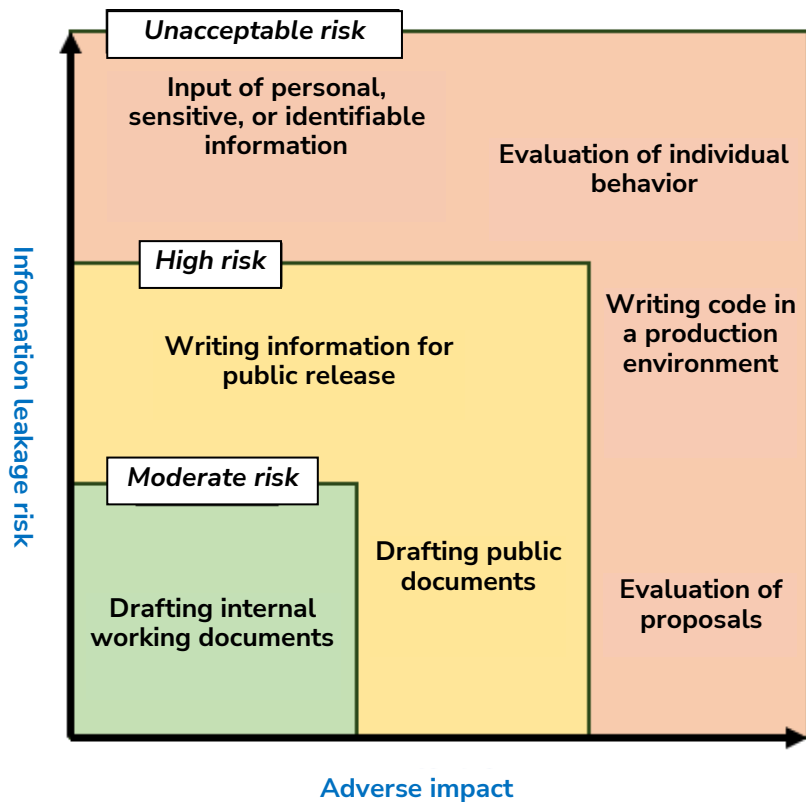 Unacceptable risk
Input of personal,
sensitive, or identifiable
information
Evaluation of individual
behavior
High risk
Writing information for
public release
Writing code in
a production
environment
Moderate risk
Drafting internal
working documents
Drafting public
documents
Evaluation of
proposals
Information leakage risk
Adverse impact